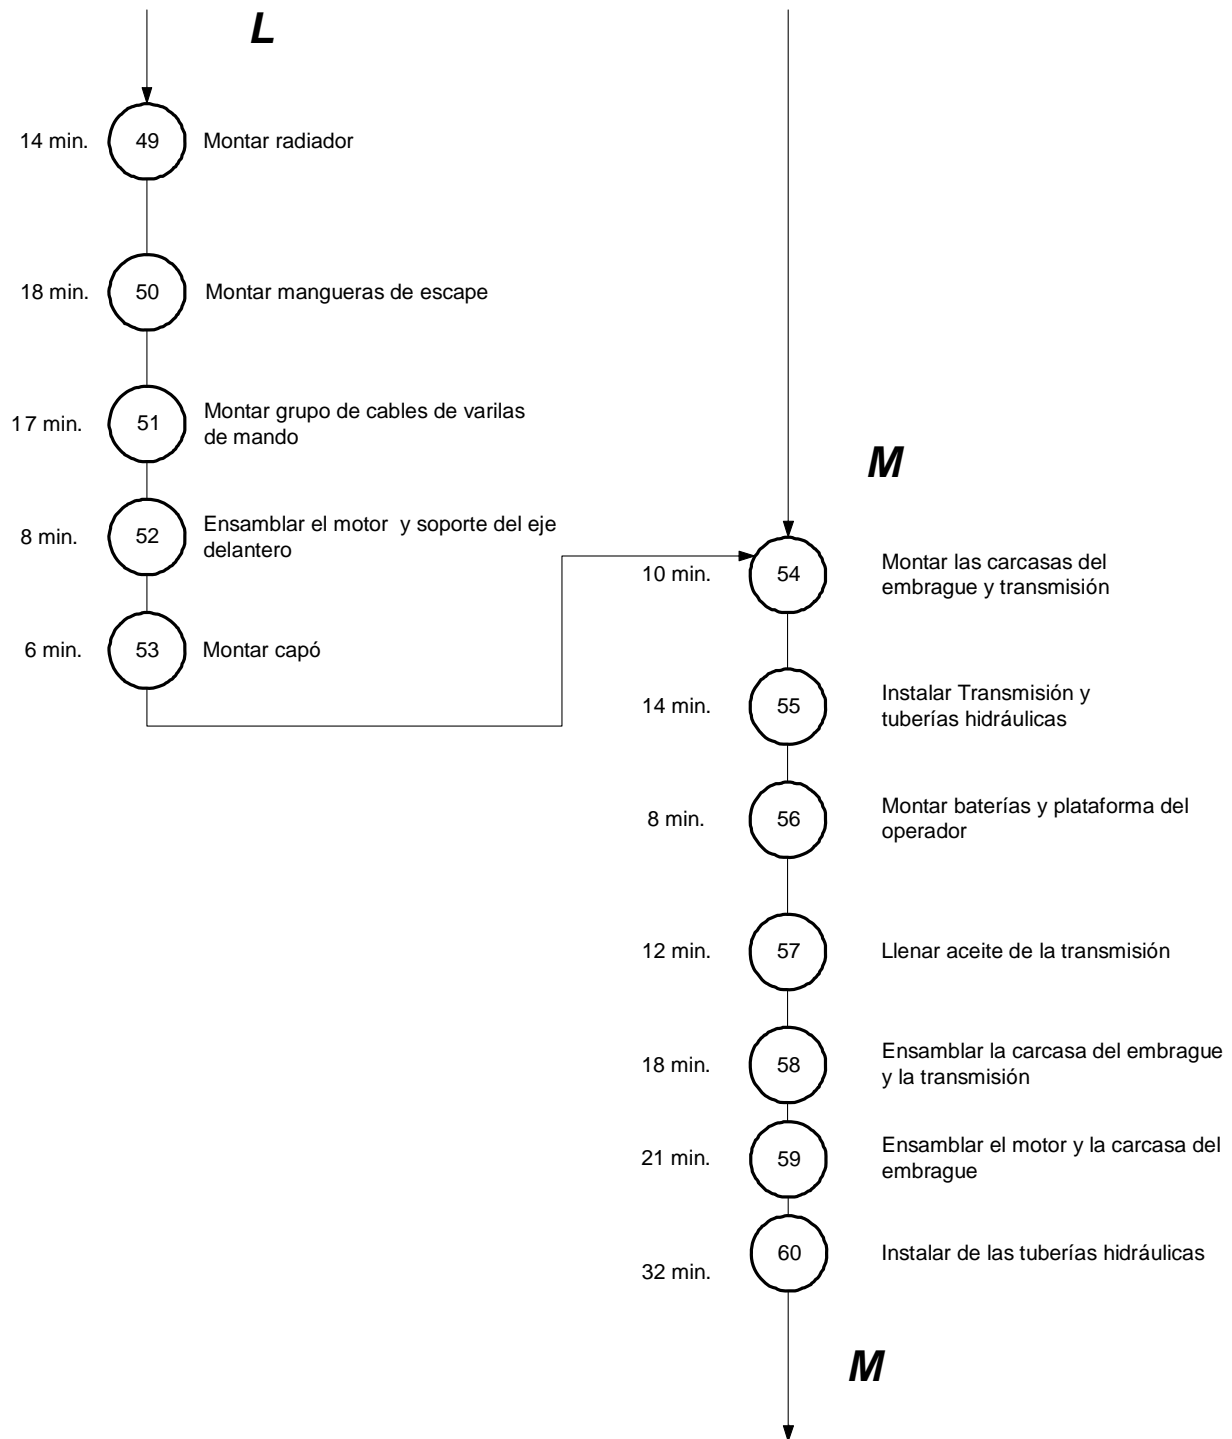 L
14 min.
49
Montar radiador
18 min.
50
Montar mangueras de escape
17 min.
51
Montar grupo de cables de varilas
de mando
8 min.
52
Ensamblar el motor y soporte del eje
delantero
6 min.
53
Montar capó
M
10 min.
54
Montar las carcasas del
embrague y transmisión
14 min.
55
Instalar Transmisión y
tuberías hidráulicas
8 min.
56
Montar baterías y plataforma del
operador
12 min.
57
Llenar aceite de la transmisión
18 min.
58
Ensamblar la carcasa del embrague
y la transmisión
21 min.
59
Ensamblar el motor y la carcasa del
embrague
32 min.
60
Instalar de las tuberías hidráulicas
M